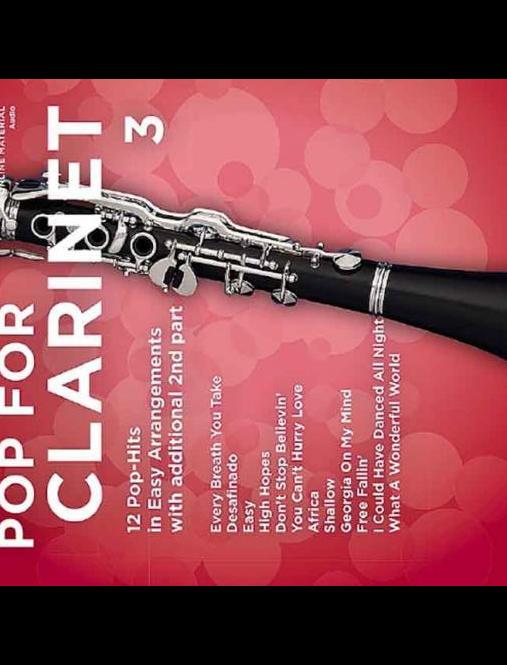 POP FOR
CLARINET 3
12 Pop-Hits
in Easy Arrangements
with additional 2nd part
Every Breath You Take
Desafinado
Easy
High Hopes
Don't Stop Believin'
You Can't Hurry Love
Africa
Shallow
Georgia On My Mind
Free Fallin'
I Could Have Danced All Night
What A Wonderful World
MATERIAL
Audio